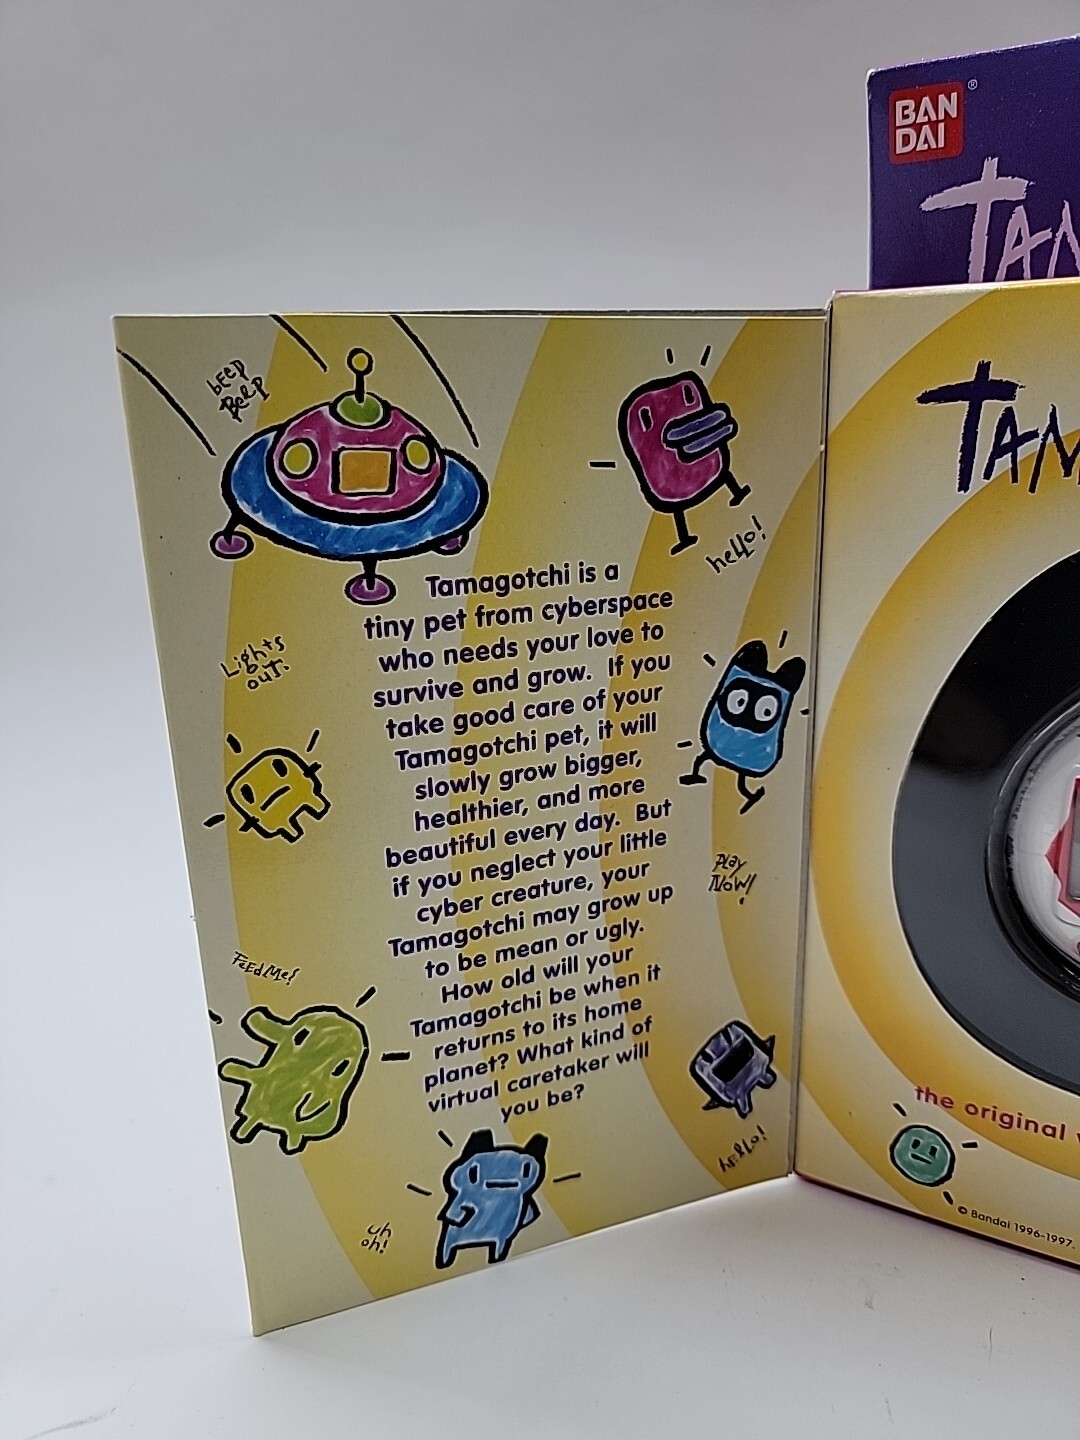 BAN
DAI
®
TAM
beep
Beep
hello!
Tamagotchi is a
tiny pet from cyberspace
who needs your love to
survive and grow. If you
take good care of your
Tamagotchi pet, it will
slowly grow bigger,
healthier, and more
beautiful every day. But
if you neglect your little
cyber creature, your
Tamagotchi may grow up
to be mean or ugly.
How old will your
Tamagotchi be when it
returns to its home
planet? What kind of
virtual caretaker will
you be?
Lights
out!
Play
Now!
Feed Me!
hello!
uh
oh!
TAM
the original
© Bandai 1996-1997.